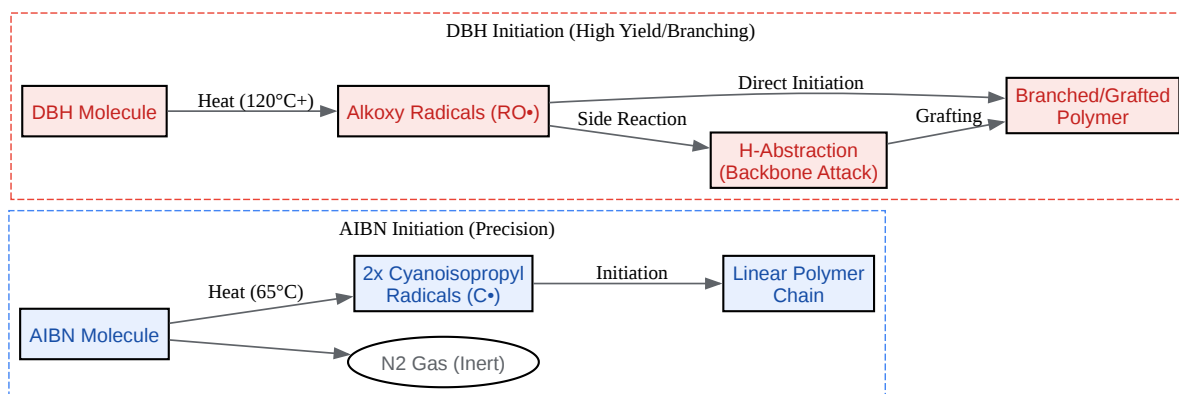 DBH Initiation (High Yield/Branching)
DBH Molecule
Heat (120°C+)
Alkoxy Radicals (RO•)
Direct Initiation
Side Reaction
H-Abstraction
(Backbone Attack)
Grafting
Branched/Grafted
Polymer
AIBN Initiation (Precision)
AIBN Molecule
Heat (65°C)
2x Cyanoisopropyl
Radicals (C•)
Initiation
Linear Polymer
Chain
N2 Gas (Inert)